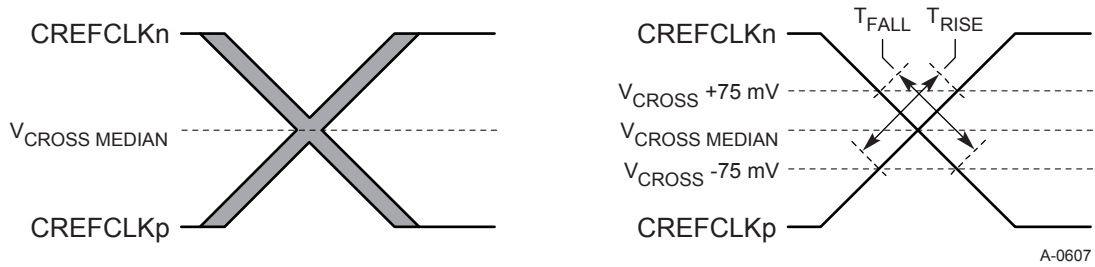 CREFCLKn
VCROSS MEDIAN
CREFCLKp
TFALL TRISE
CREFCLKn
VCROSS +75 mV
VCROSS MEDIAN
VCROSS -75 mV
CREFCLKp
A-0607